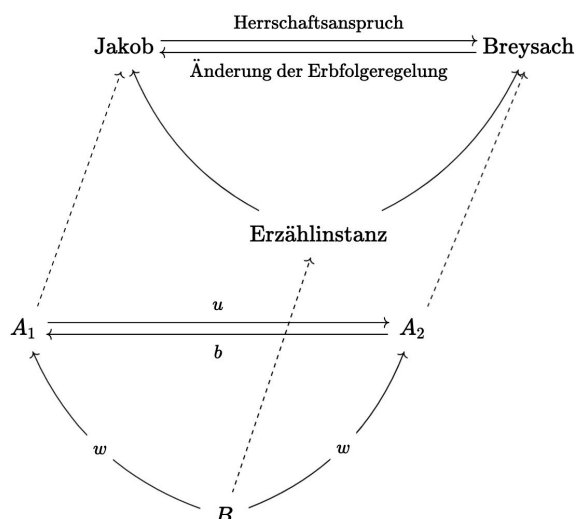 Herrschaftsanspruch
Jakob Breysach
Änderung der Erbfolgeregelung
Erzählinstanz
u
A₁ A₂
b
w w
B